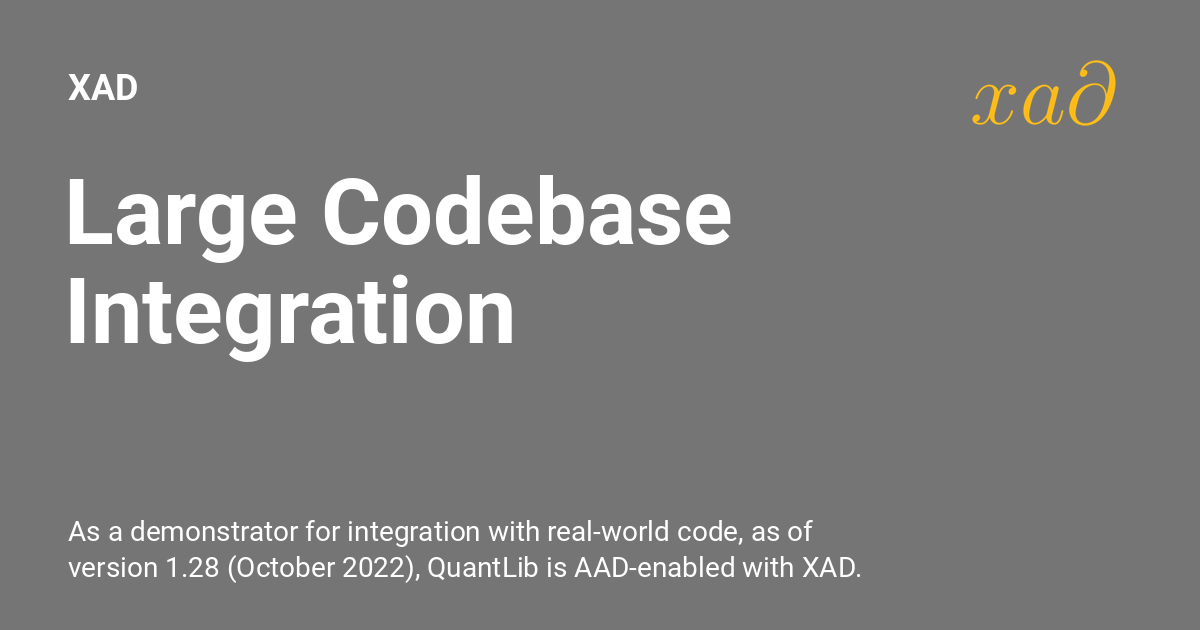 XAD
xa∂
Large Codebase
Integration
As a demonstrator for integration with real-world code, as of
version 1.28 (October 2022), QuantLib is AAD-enabled with XAD.